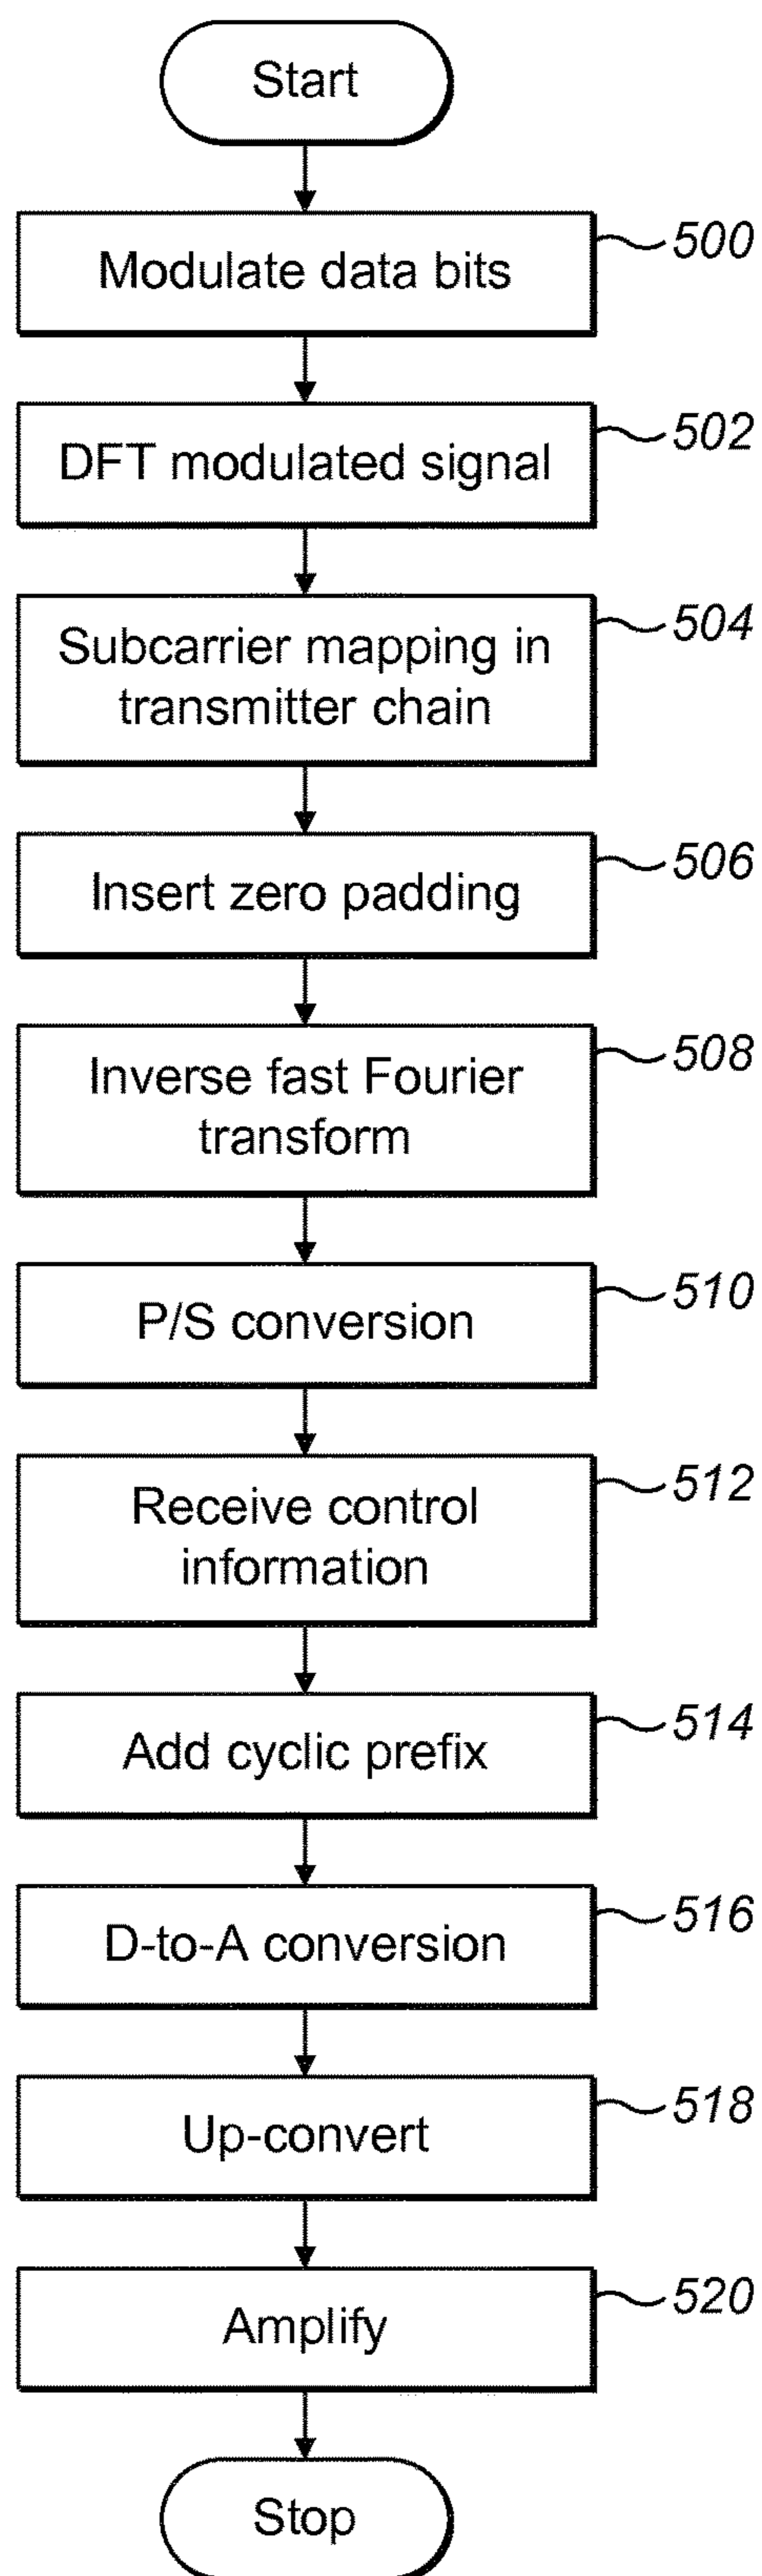 Start
Modulate data bits
500
DFT modulated signal
502
Subcarrier mapping in
transmitter chain
504
Insert zero padding
506
Inverse fast Fourier
transform
508
P/S conversion
510
Receive control
information
512
Add cyclic prefix
514
D-to-A conversion
516
Up-convert
518
Amplify
520
Stop